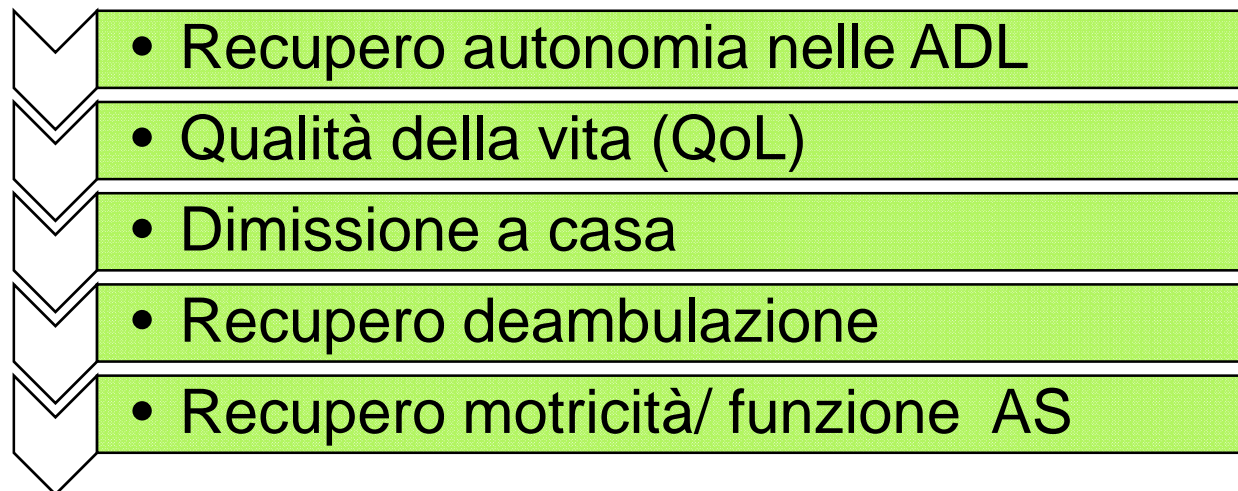 • Recupero autonomia nelle ADL
• Qualità della vita (QoL)
• Dimissione a casa
• Recupero deambulazione
• Recupero motricità/ funzione AS